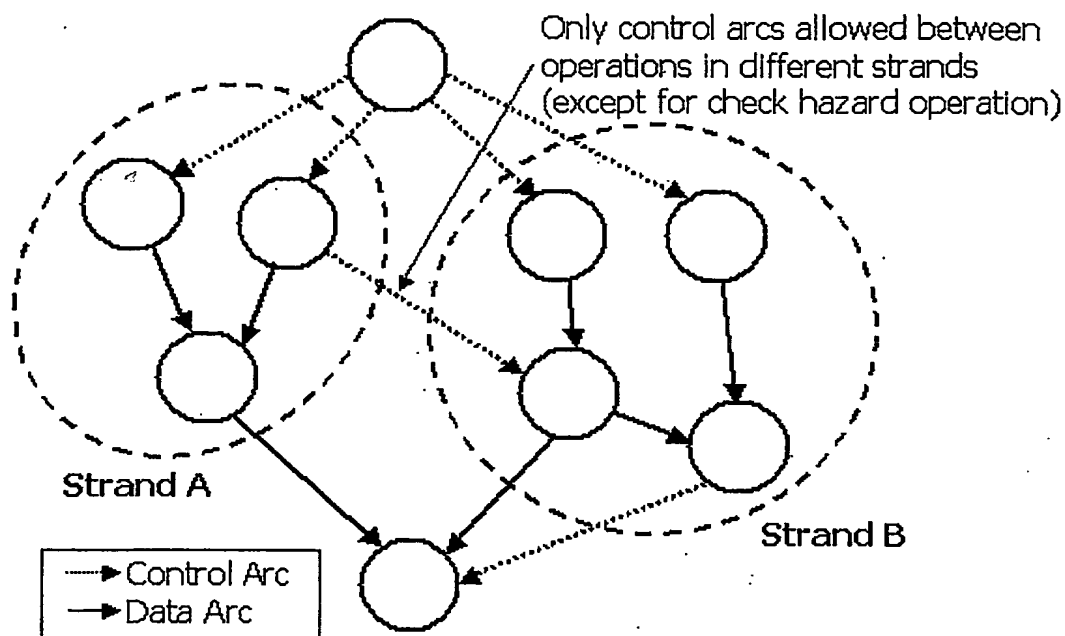 Only control arcs allowed between
operations in different strands
(except for check hazard operation)
Strand A
Strand B
Control Arc
Data Arc